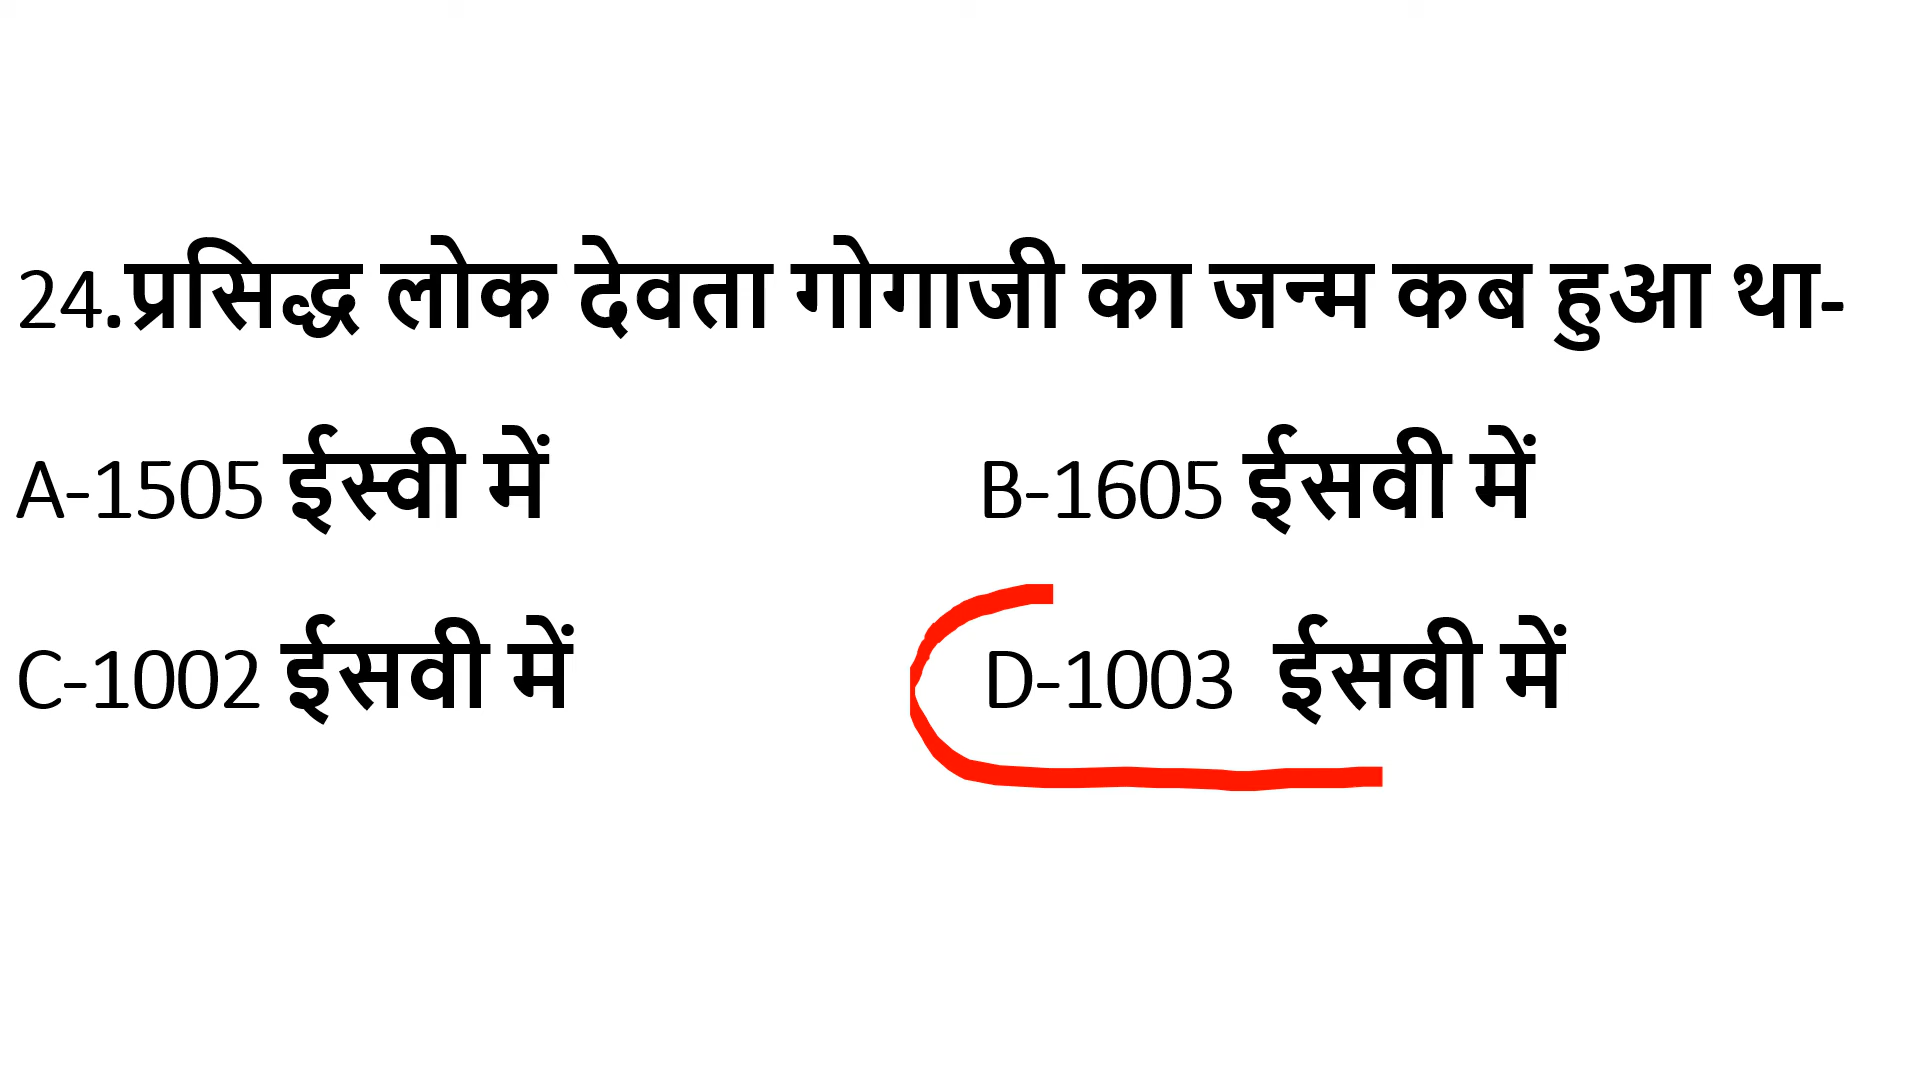 24.प्रसिद्ध लोक देवता गोगाजी का जन्म कब हुआ था-
A-1505 ईस्वी में B-1605 ईसवी में
C-1002 ईसवी में D-1003 ईसवी में